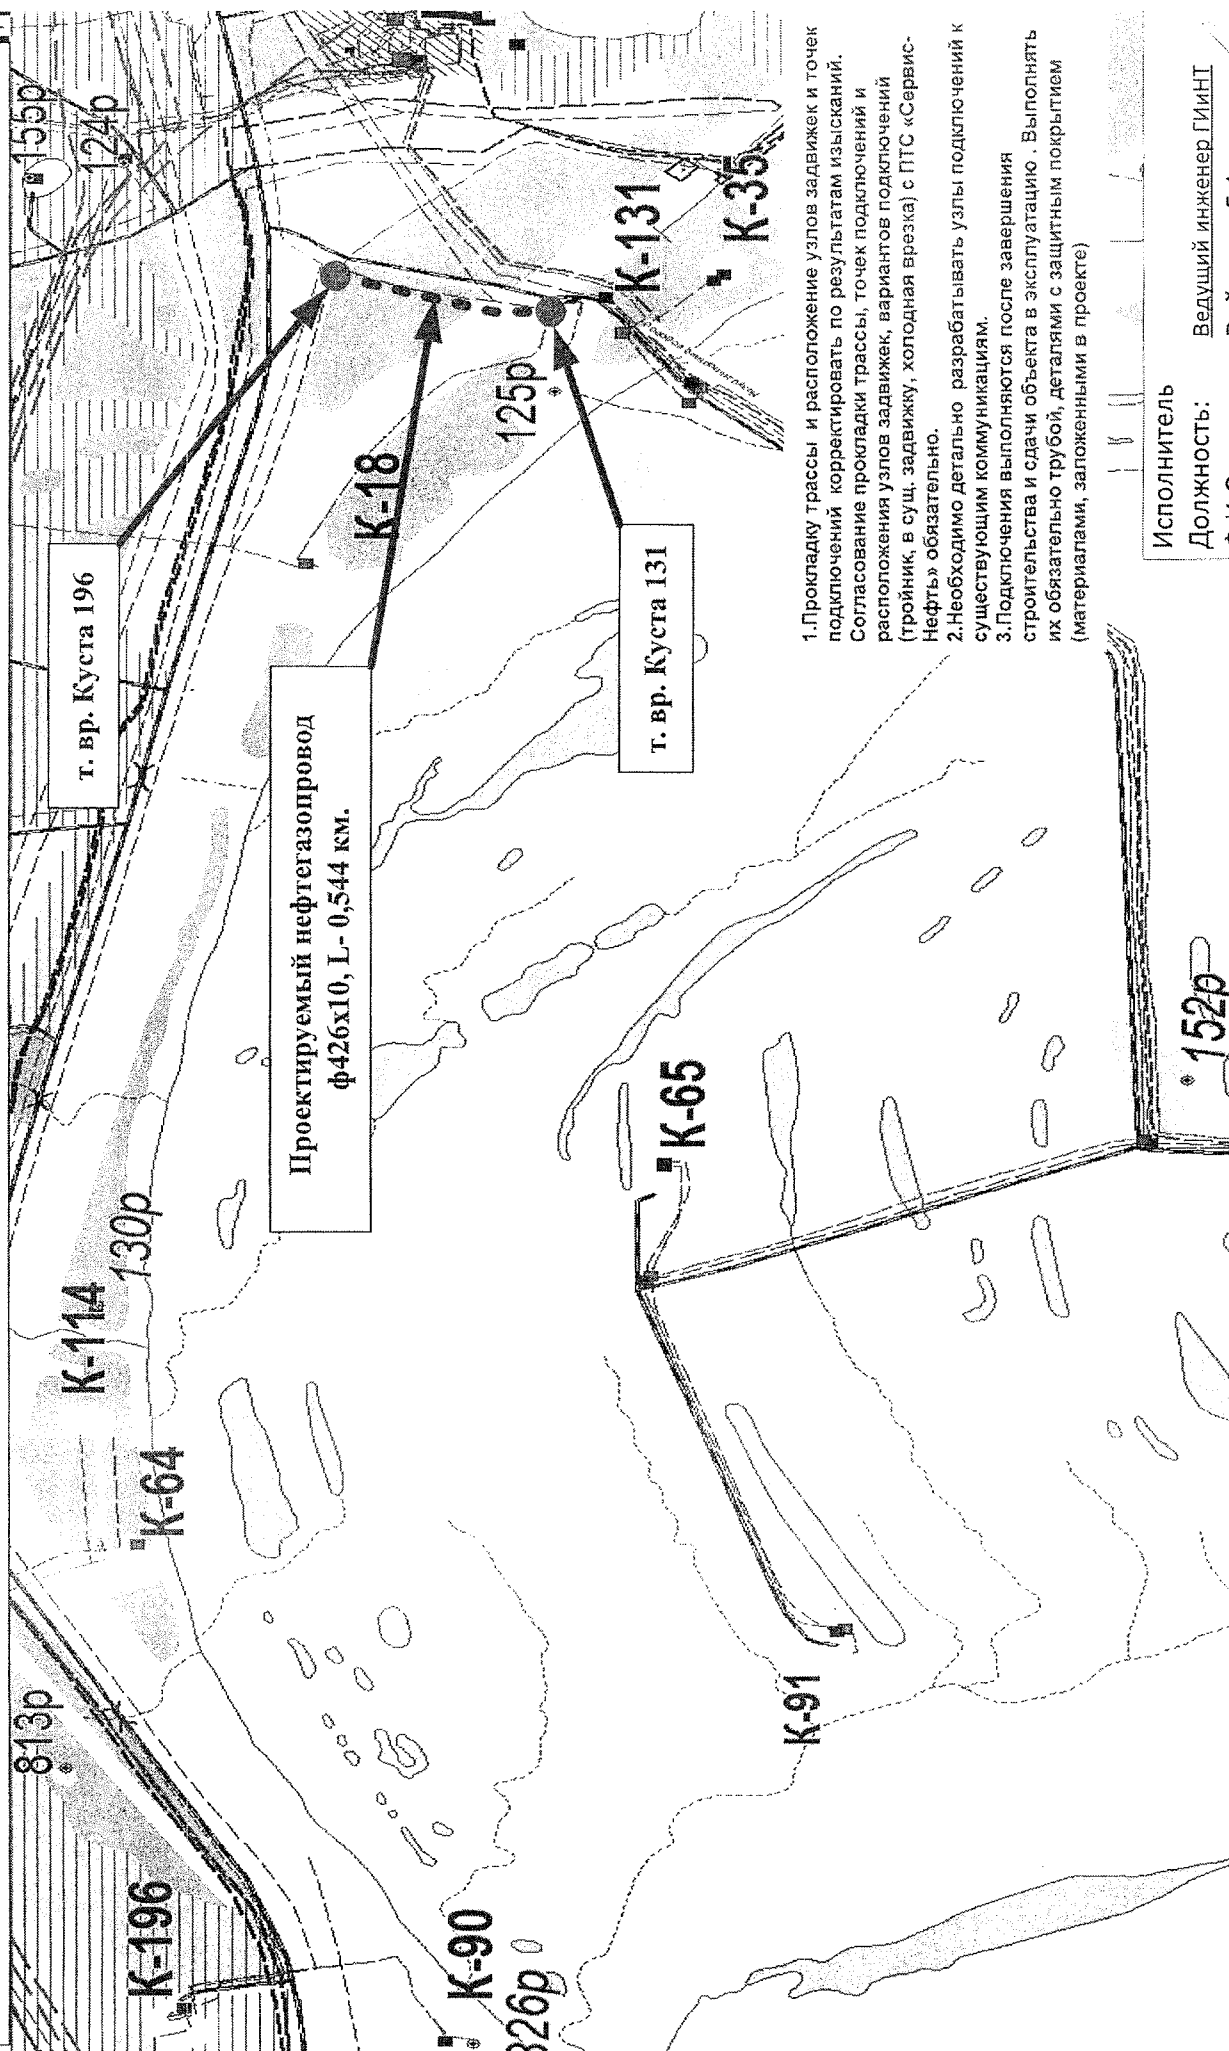 813р
К-196
К-90
326р
К-64
К-114
130р
К-91
К-65
152р
т. вр. Куста 196
Проектируемый нефтегазопровод
ф426х10, L- 0,544 км.
т. вр. Куста 131
К-18
125р
155р
124р
К-131
К-35
1.Прокладку трассы и расположение узлов задвижек и точек
подключений корректировать по результатам изысканий.
Согласование прокладки трассы, точек подключений и
расположения узлов задвижек, вариантов подключений
(тройник, в сущ. задвижку, холодная врезка) с ПТС «Сервис-
Нефть» обязательно.
2.Необходимо детально разрабатывать узлы подключений к
существующим коммуникациям.
3.Подключения выполняются после завершения
строительства и сдачи объекта в эксплуатацию . Выполнять
их обязательно трубой, деталями с защитным покрытием
(материалами, заложенными в проекте)
Исполнитель
Должность: Ведущий инженер ГИиНТ